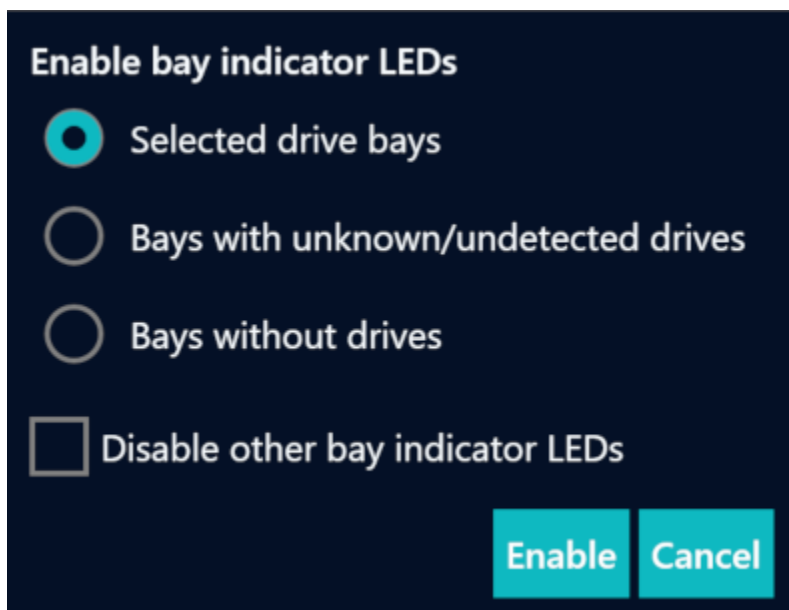 Enable bay indicator LEDs
Selected drive bays
Bays with unknown/undetected drives
Bays without drives
Disable other bay indicator LEDs
Enable Cancel